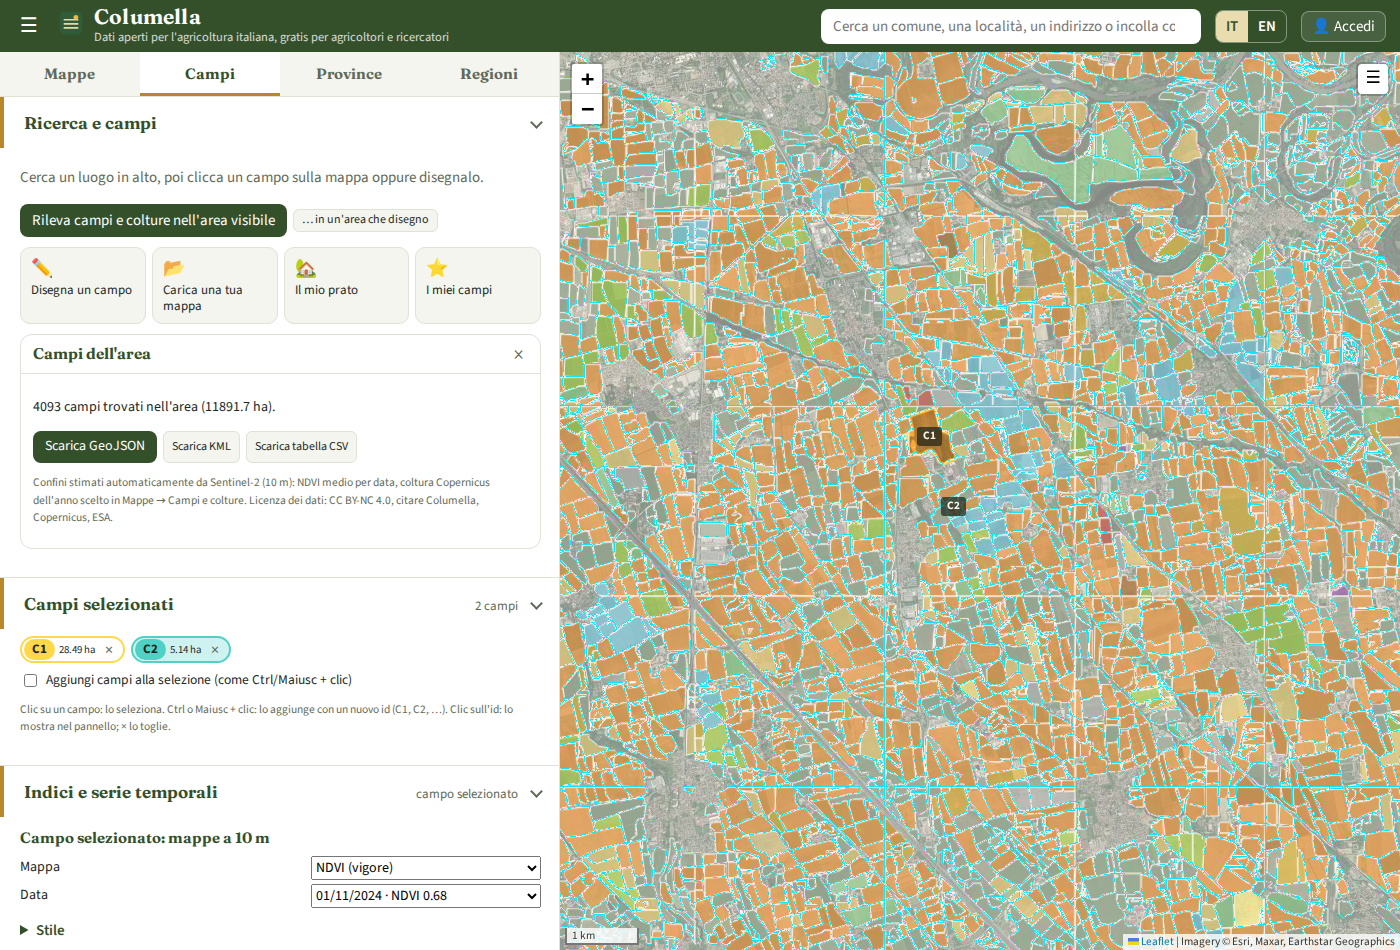 ☰
Columella
Dati aperti per l'agricoltura italiana, gratis per agricoltori e ricercatori
Cerca un comune, una località, un indirizzo o incolla cc
IT
EN
Accedi
Mappe
Campi
Province
Regioni
Ricerca e campi
Cerca un luogo in alto, poi clicca un campo sulla mappa oppure disegnalo.
Rileva campi e colture nell'area visibile
…in un'area che disegno
Disegna un campo
Carica una tua
mappa
Il mio prato
I miei campi
Campi dell'area
×
4093 campi trovati nell'area (11891.7 ha).
Scarica GeoJSON
Scarica KML
Scarica tabella CSV
Confini stimati automaticamente da Sentinel-2 (10 m): NDVI medio per data, coltura Copernicus
dell'anno scelto in Mappe → Campi e colture. Licenza dei dati: CC BY-NC 4.0, citare Columella,
Copernicus, ESA.
Campi selezionati
2 campi
C1 28.49 ha ×
C2 5.14 ha ×
Aggiungi campi alla selezione (come Ctrl/Maiusc + clic)
Clic su un campo: lo seleziona. Ctrl o Maiusc + clic: lo aggiunge con un nuovo id (C1, C2, …). Clic sull'id: lo
mostra nel pannello; × lo toglie.
Indici e serie temporali
campo selezionato
Campo selezionato: mappe a 10 m
Mappa
NDVI (vigore)
Data
01/11/2024 · NDVI 0.68
Stile
+
−
☰
C1
C2
1 km
Leaflet | Imagery © Esri, Maxar, Earthstar Geographics